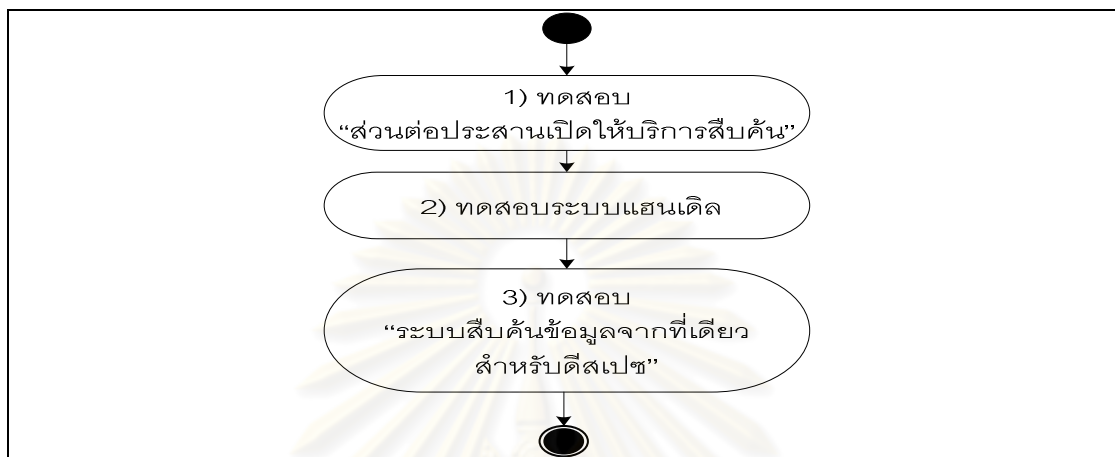 1) ทดสอบ
“ส่วนต่อประสานเปิดให้บริการสืบค้น”
2) ทดสอบระบบแฮนเดิล
3) ทดสอบ
“ระบบสืบค้นข้อมูลจากที่เดียว
สำหรับดีสเปซ”